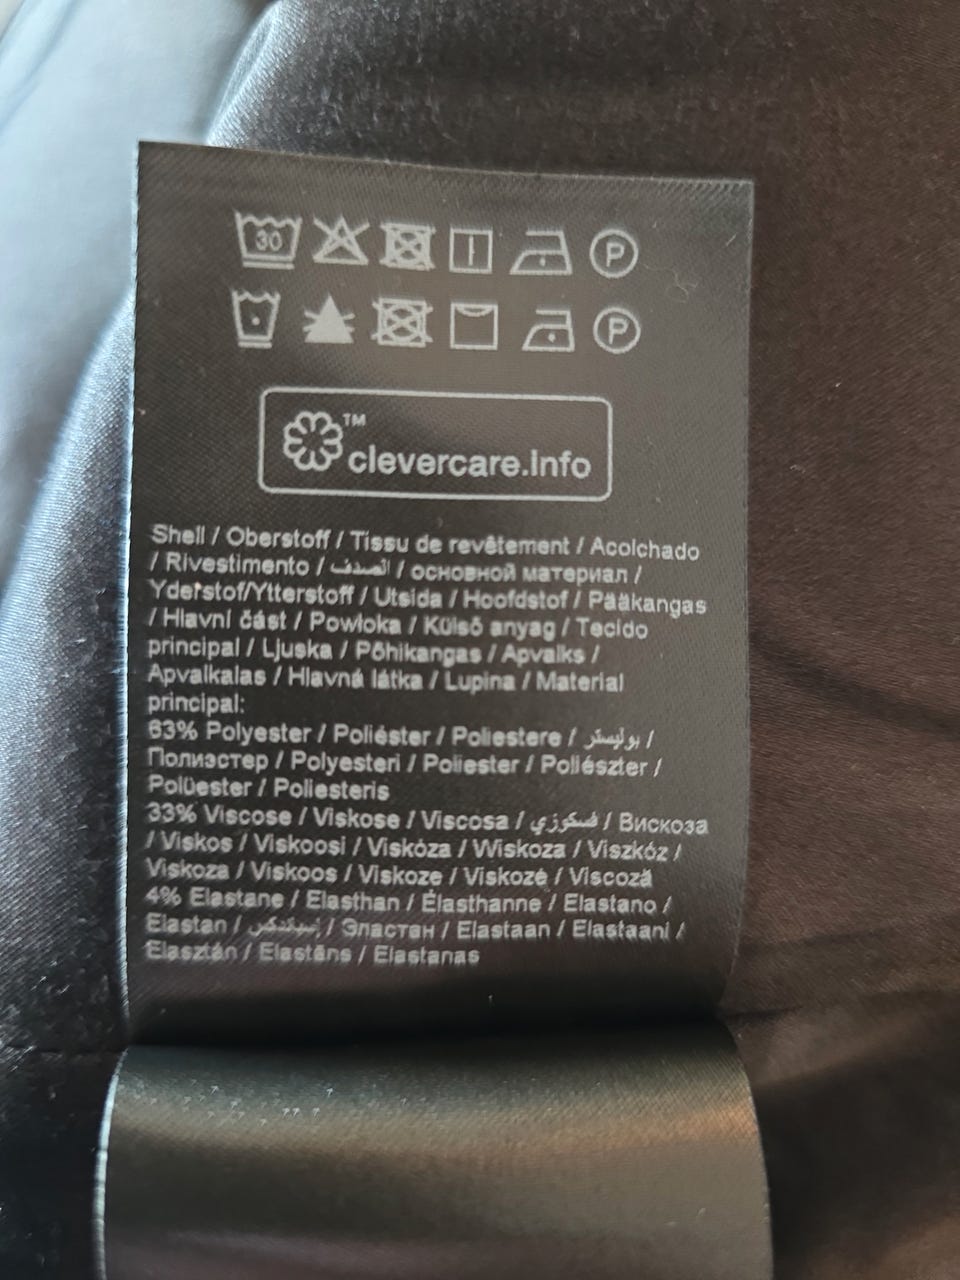 30 P
P
™
clevercare.info
Shell / Oberstoff / Tissu de revêtement / Acolchado
/ Rivestimento / الصدف / основной материал /
Yderstof/Ytterstoff / Utsida / Hoofdstof / Pääkangas
/ Hlavní část / Powłoka / Külső anyag / Tecido
principal / Ljuska / Põhikangas / Apvalks /
Apvalkalas / Hlavná látka / Lupina / Material
principal:
63% Polyester / Poliéster / Poliestere / بوليستر /
Полиэстер / Polyesteri / Poliester / Poliészter /
Polüester / Poliesteris
33% Viscose / Viskose / Viscosa / فسكوزي / Вискоза
/ Viskos / Viskoosi / Viskóza / Wiskoza / Viszkóz /
Viskoza / Viskoos / Viskoze / Viskozė / Viscoză
4% Elastane / Elasthan / Élasthanne / Elastano /
Elastan / إسباندكس / Эластан / Elastaan / Elastaani /
Elasztán / Elastāns / Elastanas